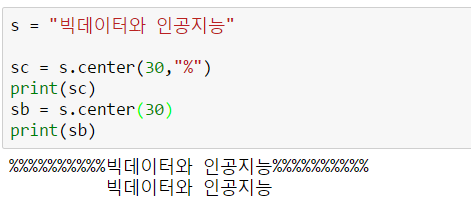 s = "빅데이터와 인공지능"
sc = s.center(30,"%")
print(sc)
sb = s.center(30)
print(sb)
%%%%%%%%%%빅데이터와 인공지능%%%%%%%%%%
빅데이터와 인공지능